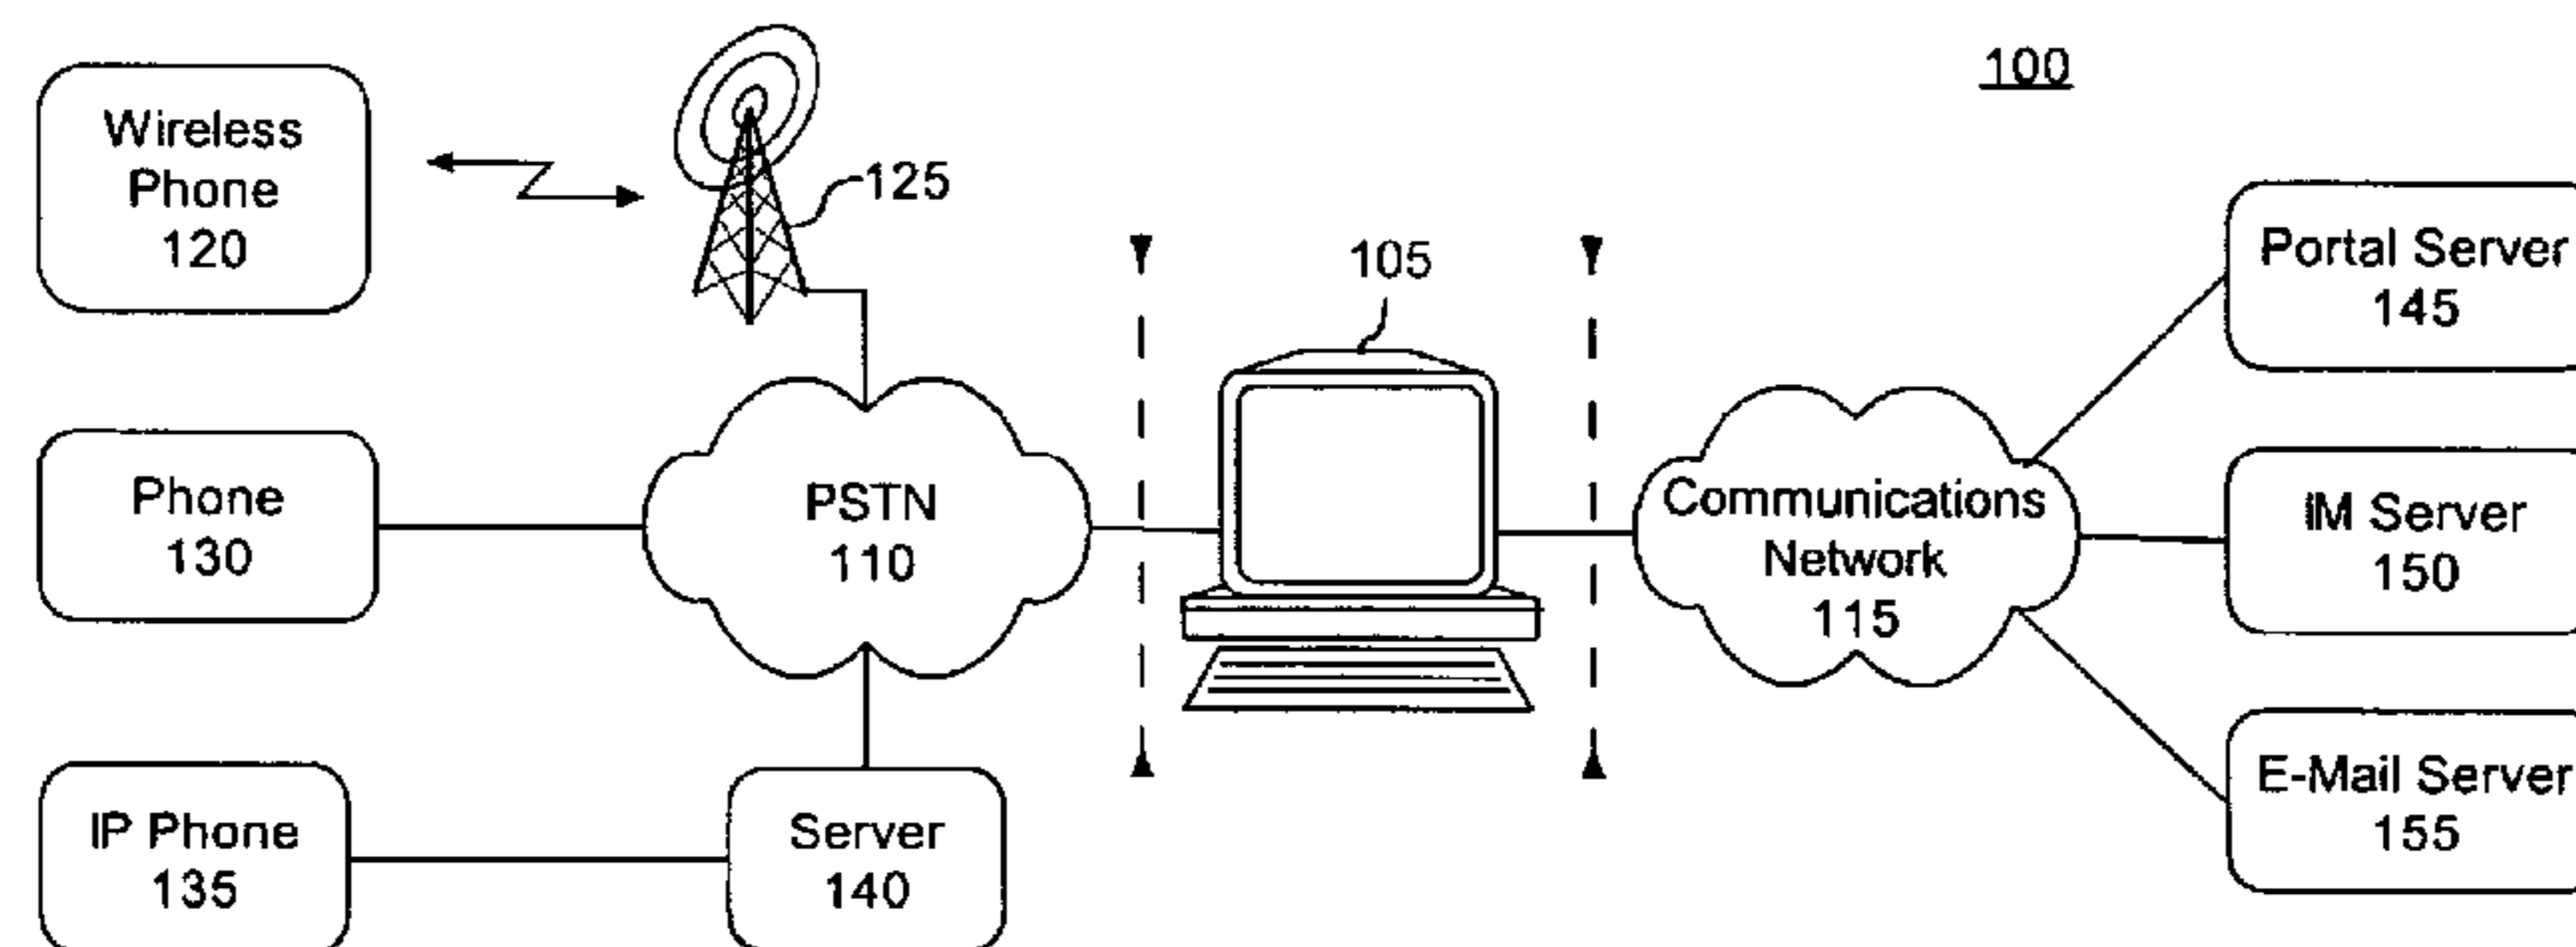 100
Wireless
Phone
120
125
105
Portal Server
145
Phone
130
PSTN
110
Communications
Network
115
IM Server
150
IP Phone
135
Server
140
E-Mail Server
155